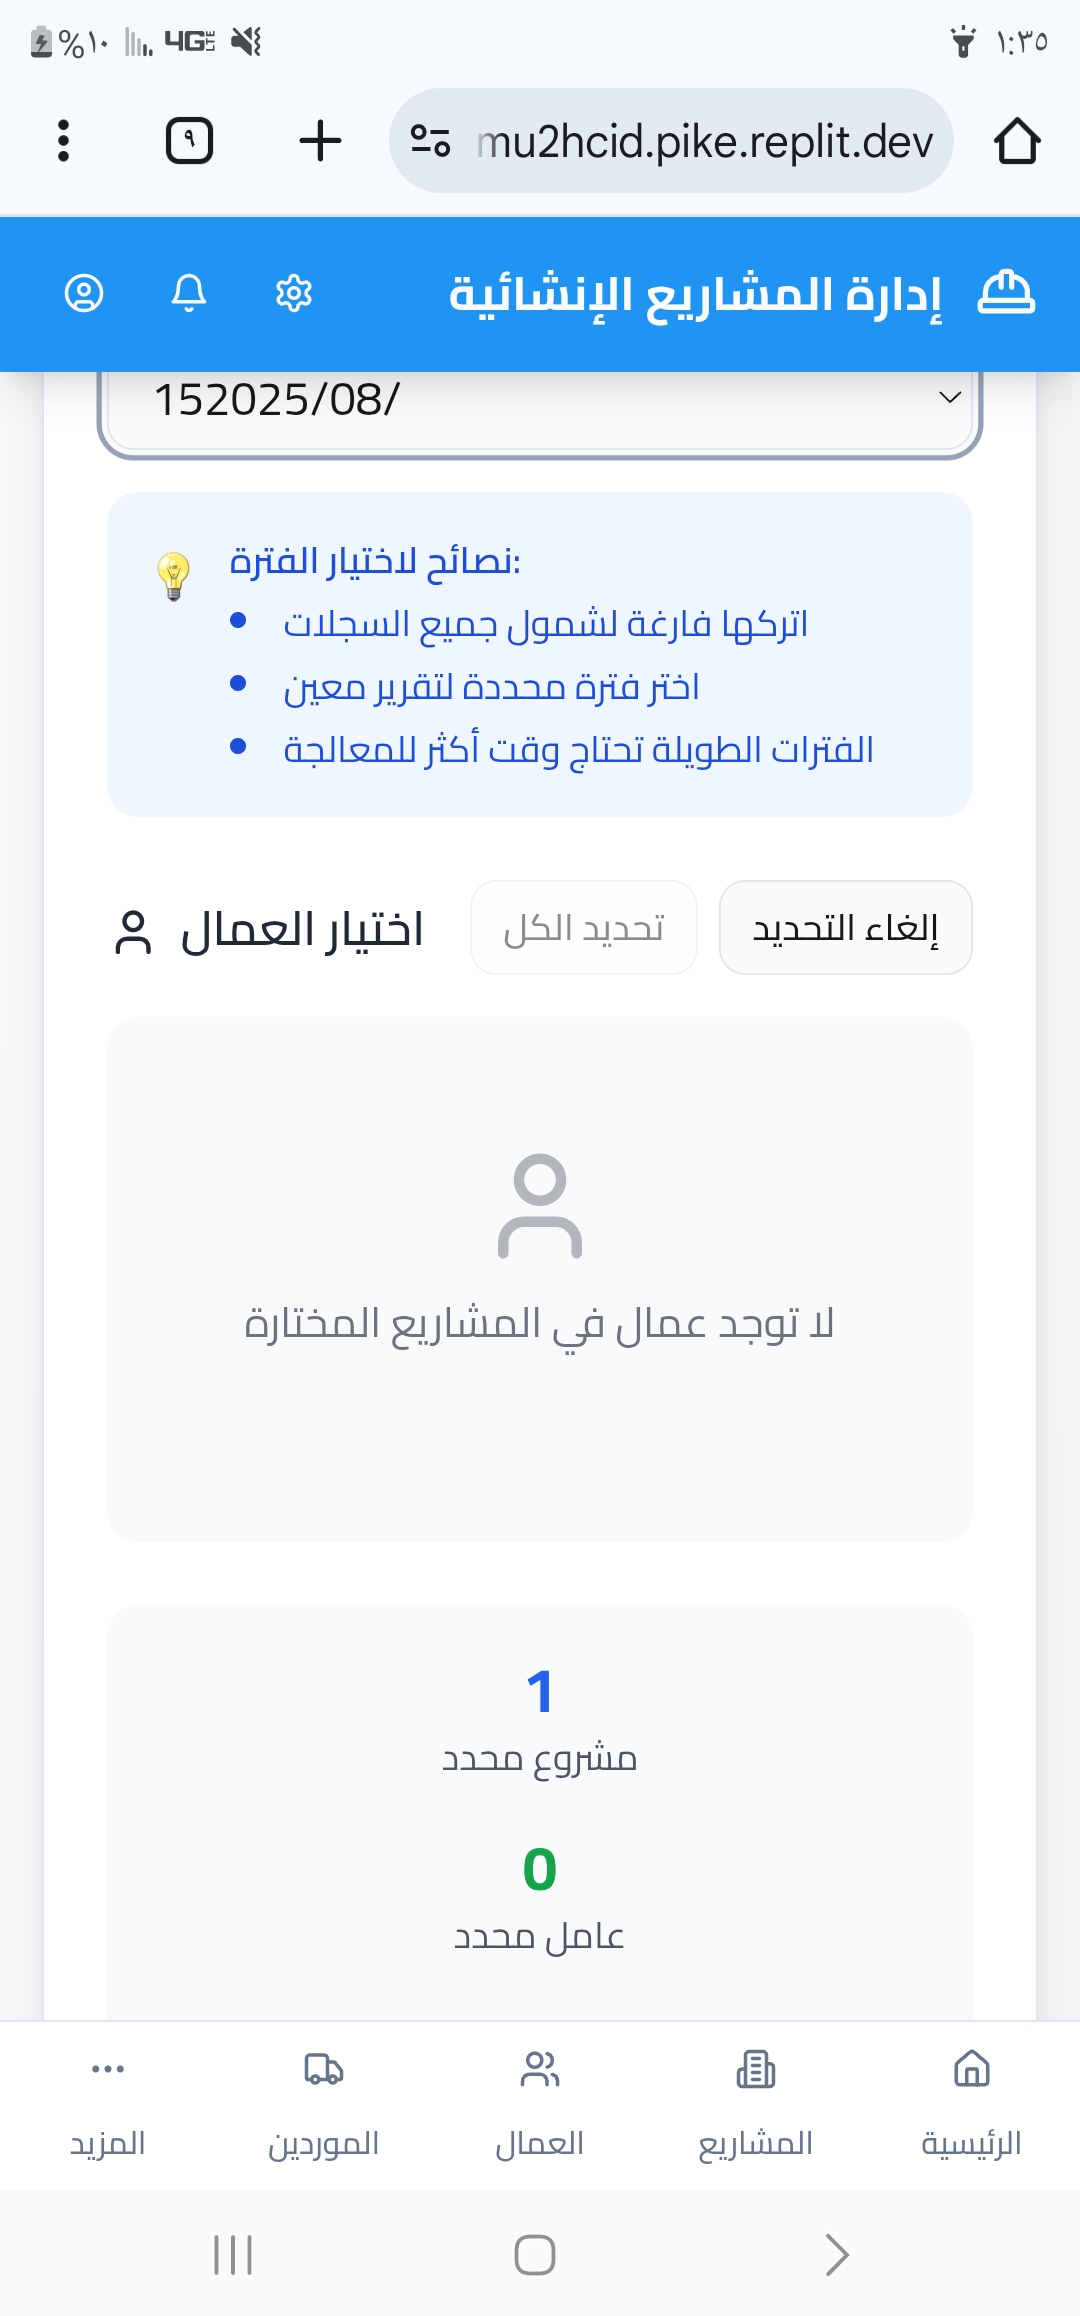 %١٠ 4G LTE ١:٣٥
٩ mu2hcid.pike.replit.dev
إدارة المشاريع الإنشائية
152025/08/
نصائح لاختيار الفترة:
اتركها فارغة لشمول جميع السجلات
اختر فترة محددة لتقرير معين
الفترات الطويلة تحتاج وقت أكثر للمعالجة
اختيار العمال تحديد الكل إلغاء التحديد
لا توجد عمال في المشاريع المختارة
1
مشروع محدد
0
عامل محدد
الرئيسية المشاريع العمال الموردين المزيد